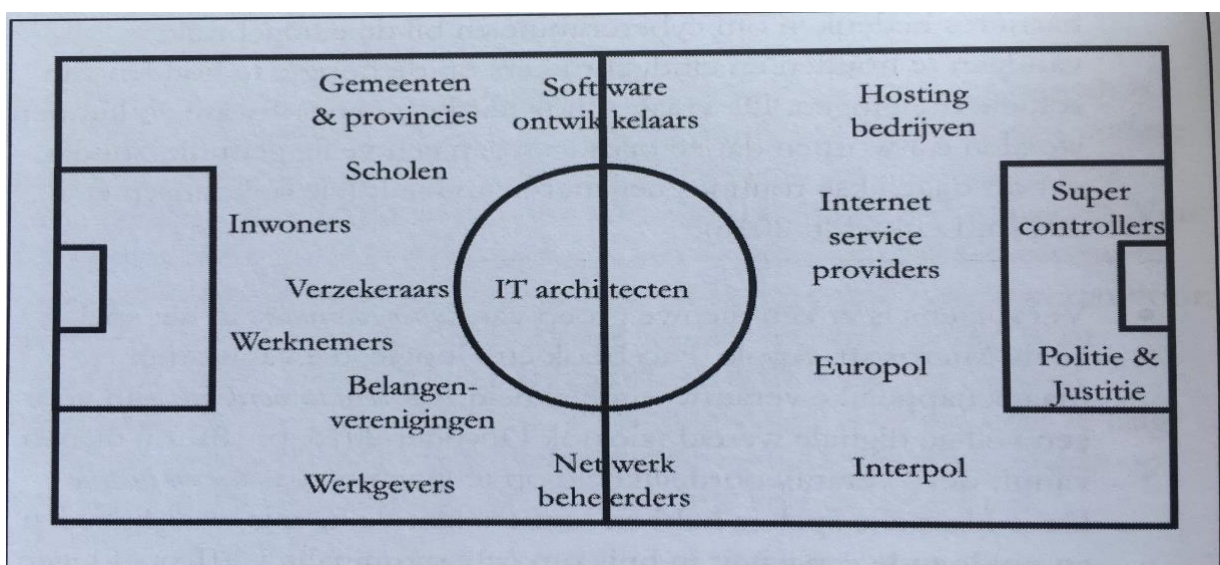 Gemeenten
& provincies
Software
ontwikkelaars
Hosting
bedrijven
Scholen
Inwoners
Internet
service
providers
Super
controllers
Verzekeraars
IT architecten
Werknemers
Belangen-
verenigingen
Europol
Politie &
Justitie
Werkgevers
Netwerk
beheerders
Interpol